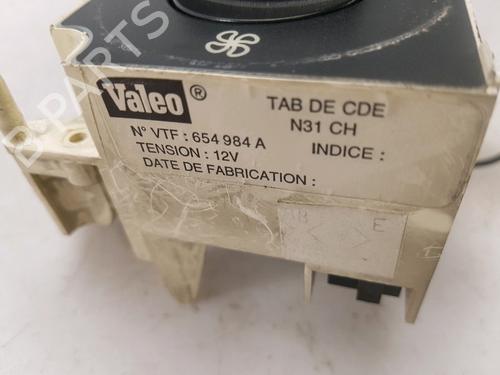 Valeo ®
TAB DE CDE
N31 CH
N° VTF : 654 984 A
INDICE :
TENSION : 12V
DATE DE FABRICATION :
B
E
B-PARTS